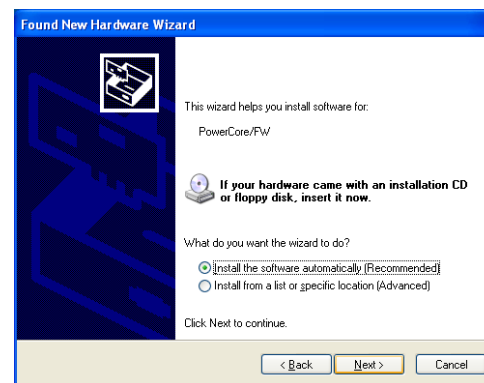 Found New Hardware Wizard
This wizard helps you install software for:
PowerCore/FW
If your hardware came with an installation CD
or floppy disk, insert it now.
What do you want the wizard to do?
Install the software automatically (Recommended)
Install from a list or specific location (Advanced)
Click Next to continue.
< Back Next > Cancel